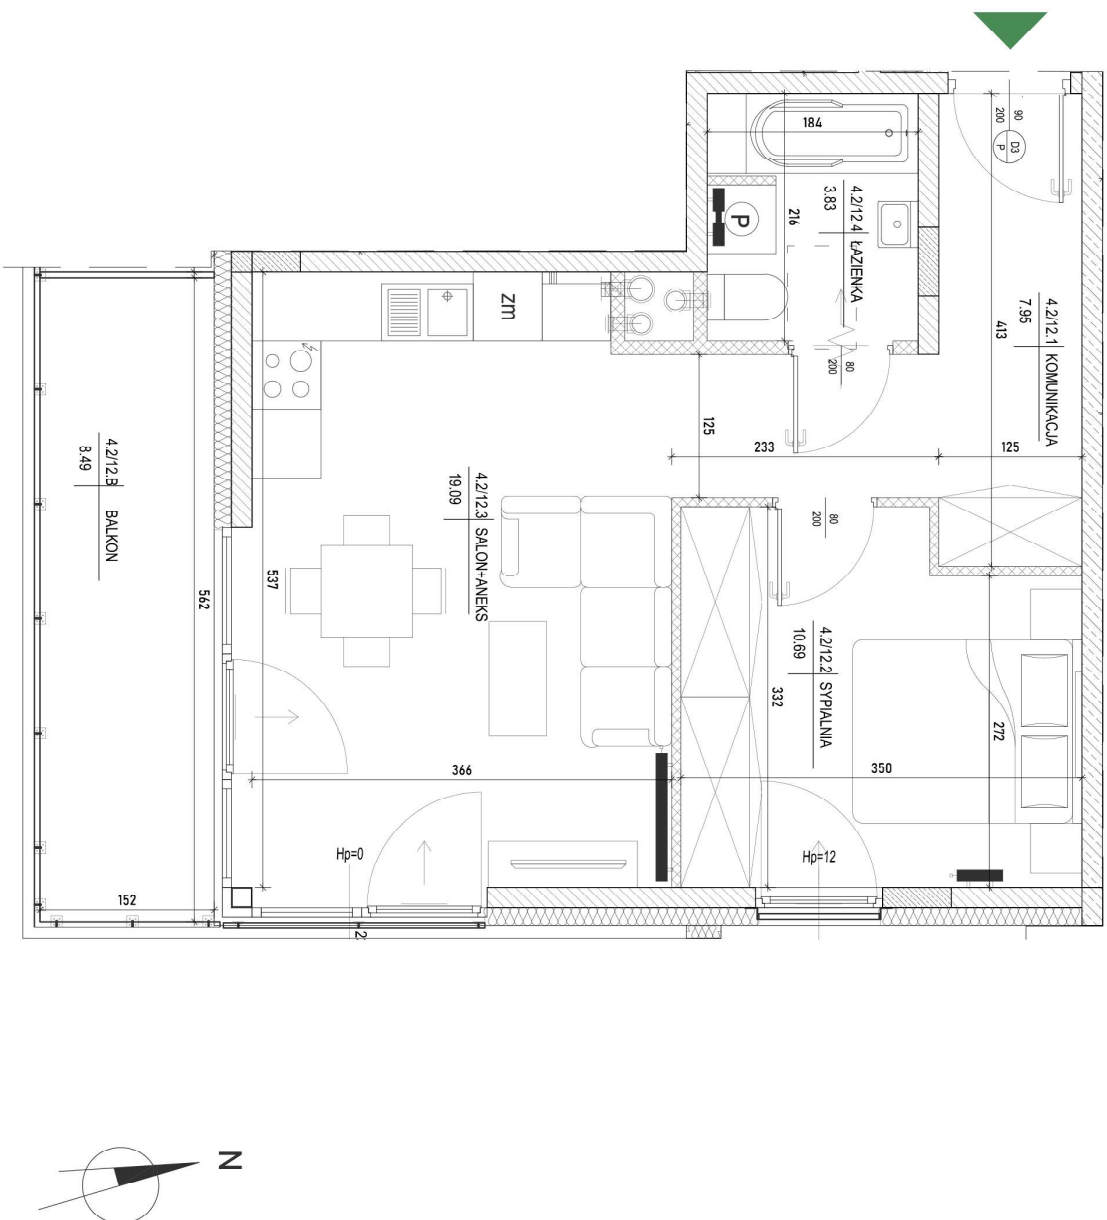 184
90
200
D3
P
4.2/12.4 ŁAZIENKA
3.83
216
P
zm
4.2/12.1 KOMUNIKACJA
7.95
413
80
200
125
233
125
4.2/12.B BALKON
8.49
4.2/12.3 SALON+ANEKS
19.09
80
200
537
562
4.2/12.2 SYPIALNIA
10.69
332
272
366
350
Hp=0
Hp=12
152
2
N